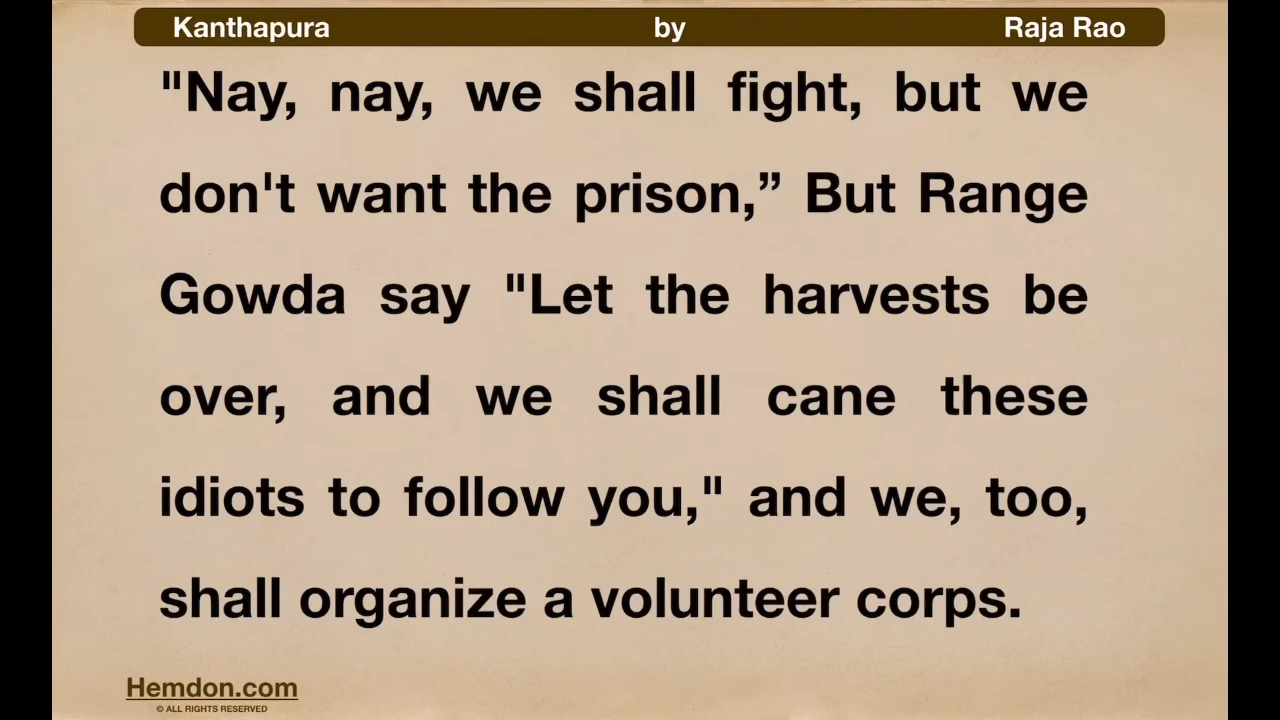 Kanthapura by Raja Rao
"Nay, nay, we shall fight, but we
don't want the prison,” But Range
Gowda say "Let the harvests be
over, and we shall cane these
idiots to follow you," and we, too,
shall organize a volunteer corps.
Hemdon.com
© ALL RIGHTS RESERVED